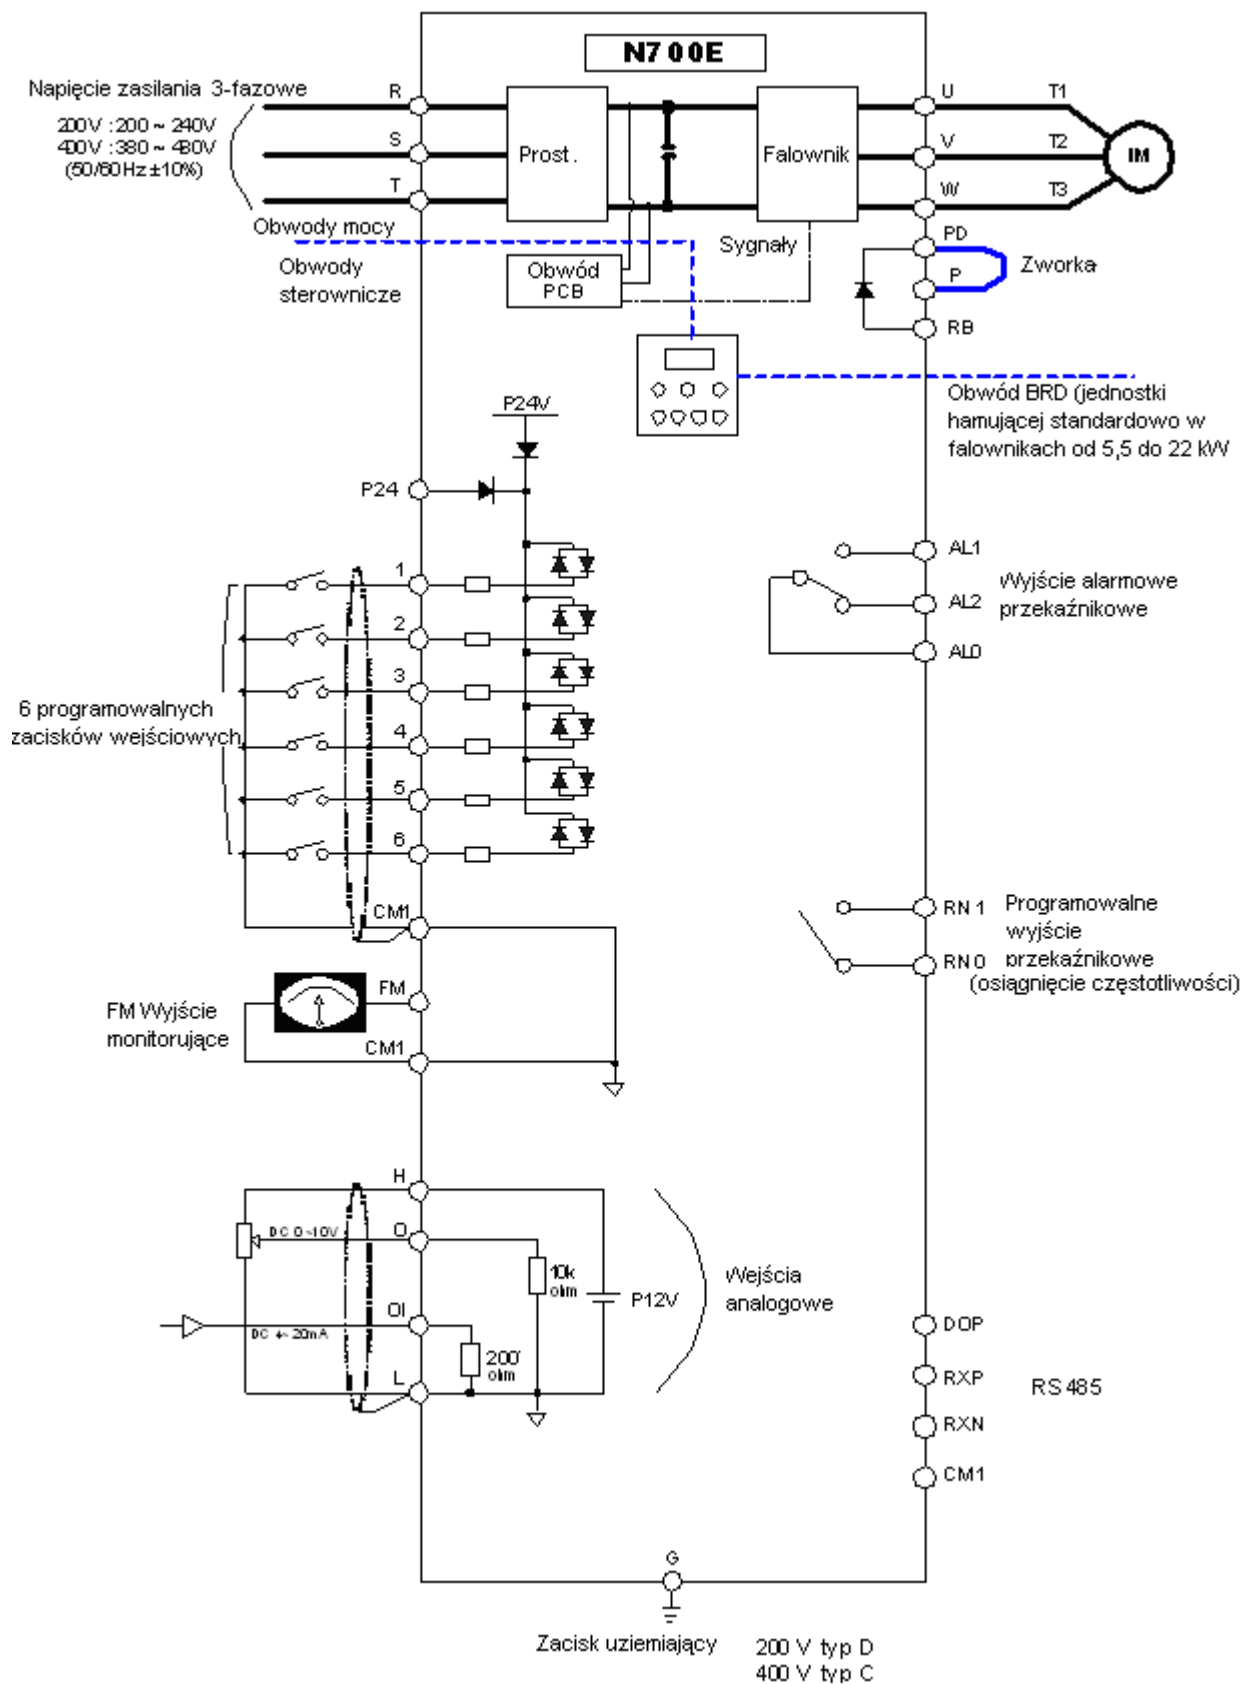 N700E
Napięcie zasilania 3-fazowe
200V :200 ~ 240V
400V :380 ~ 480V
(50/60Hz ±10%)
R
S
T
Prost.
Falownik
U
V
W
T1
T2
T3
IM
Obwody mocy
Obwody
sterownicze
Obwód
PCB
Sygnały
PD
P
RB
Zworka
Obwód BRD (jednostki
hamującej standardowo w
falownikach od 5,5 do 22 kW
P24V
P24
1
2
3
4
5
6
6 programowalnych
zacisków wejściowych
CM1
AL1
AL2
AL0
Wyjście alarmowe
przekaźnikowe
RN 1
RN 0
Programowalne
wyjście
przekaźnikowe
(osiągnięcie częstotliwości)
FM
FM Wyjście
monitorujące
CM1
H
DC 0~10V
O
10k
ohm
P12V
Wejścia
analogowe
OI
DC 4~ 20mA
200
ohm
L
DOP
RXP
RXN
CM1
RS 485
G
Zacisk uziemiający
200 V typ D
400 V typ C